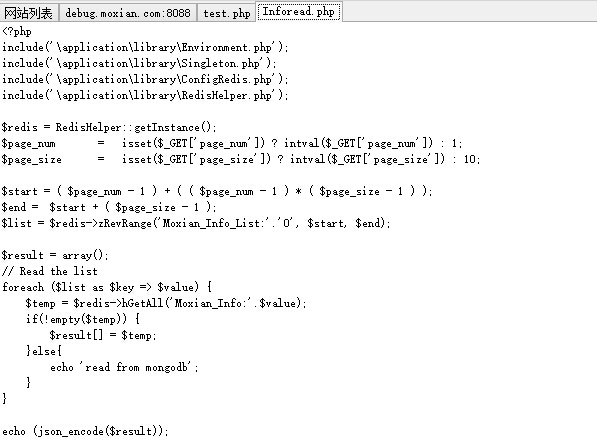 网站列表 debug.moxian.com:8088 test.php Inforead.php
<?php
include('\application\library\Environment.php');
include('\application\library\Singleton.php');
include('\application\library\ConfigRedis.php');
include('\application\library\RedisHelper.php');
$redis = RedisHelper::getInstance();
$page_num = isset($_GET['page_num']) ? intval($_GET['page_num']) : 1;
$page_size = isset($_GET['page_size']) ? intval($_GET['page_size']) : 10;
$start = ( $page_num - 1 ) + ( ( $page_num - 1 ) * ( $page_size - 1 ) );
$end = $start + ( $page_size - 1 );
$list = $redis->zRevRange('Moxian_Info_List:'.'0', $start, $end);
$result = array();
// Read the list
foreach ($list as $key => $value) {
$temp = $redis->hGetAll('Moxian_Info:'.$value);
if(!empty($temp)) {
$result[] = $temp;
}else{
echo 'read from mongodb';
}
}
echo (json_encode($result));